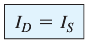 I_D = I_S